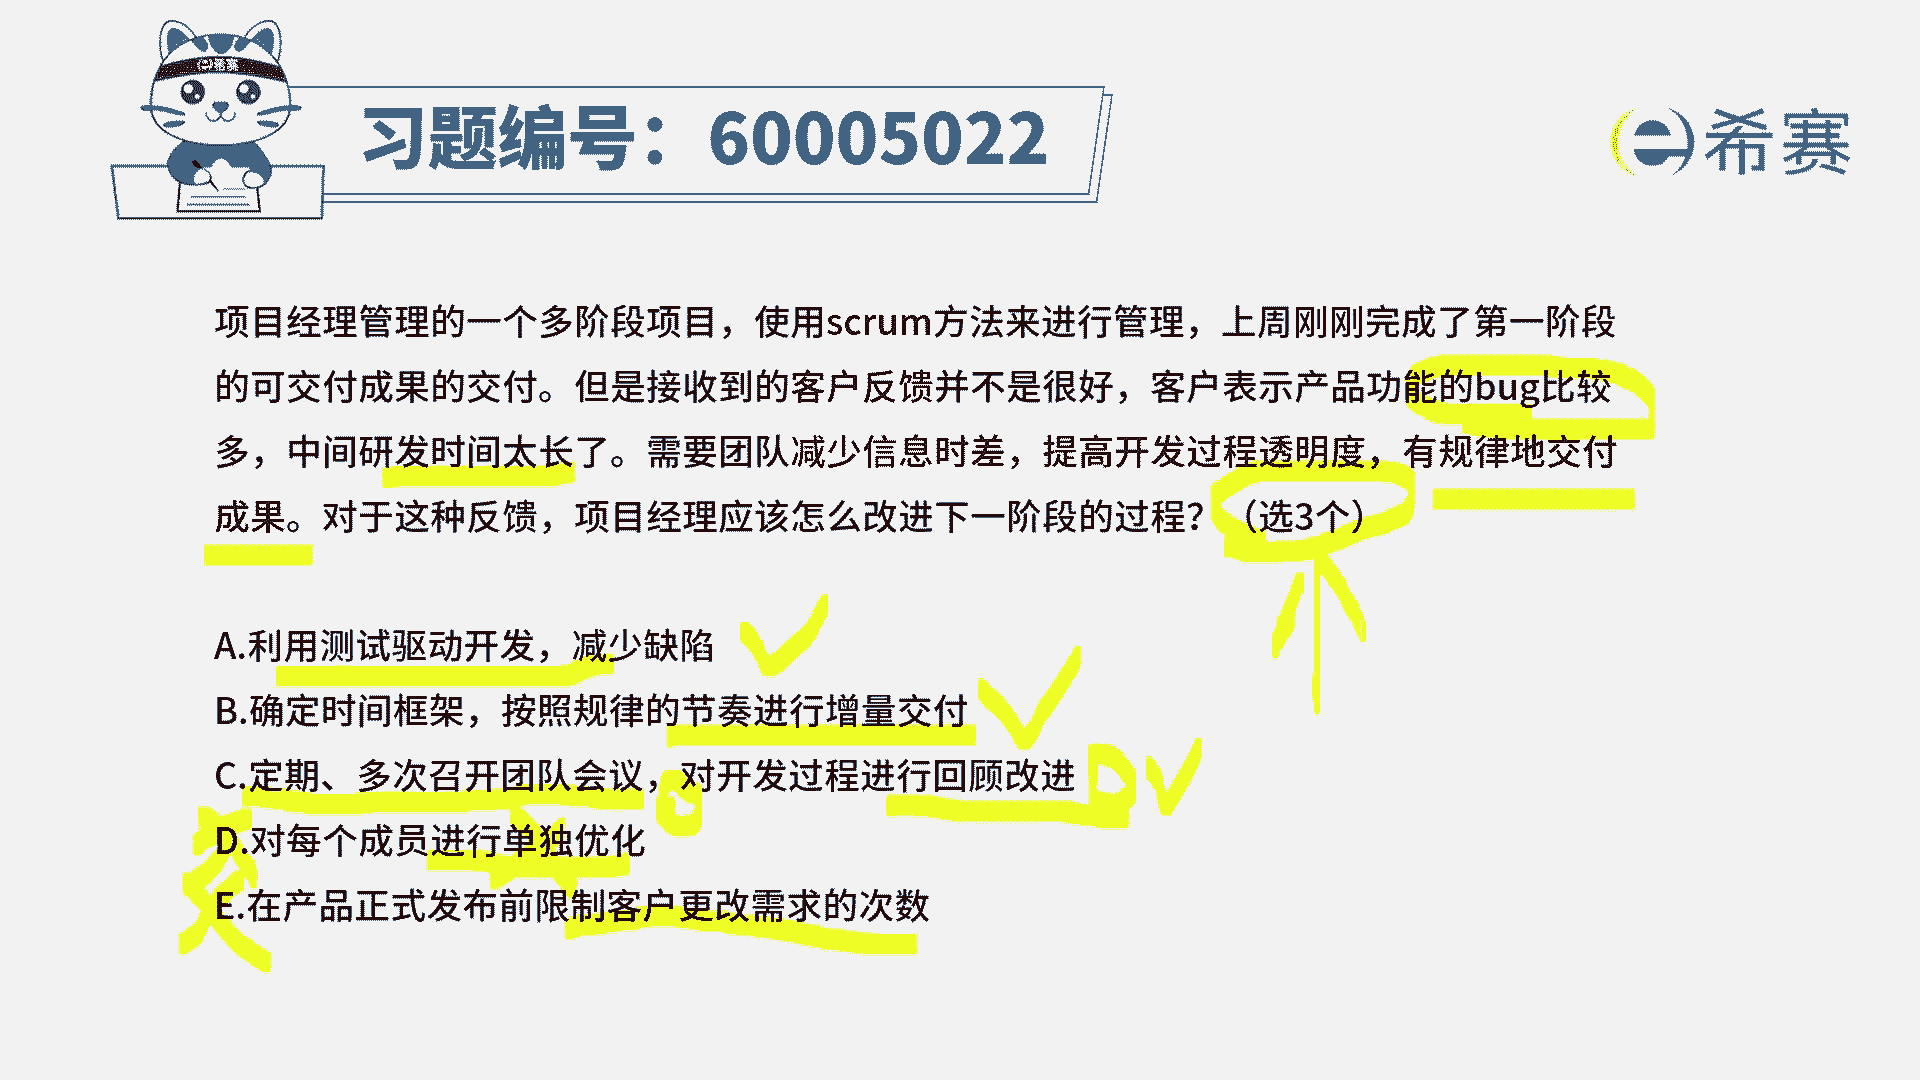 希赛
习题编号：60005022
希赛
项目经理管理的一个多阶段项目，使用scrum方法来进行管理，上周刚刚完成了第一阶段
的可交付成果的交付。但是接收到的客户反馈并不是很好，客户表示产品功能的bug比较
多，中间研发时间太长了。需要团队减少信息时差，提高开发过程透明度，有规律地交付
成果。对于这种反馈，项目经理应该怎么改进下一阶段的过程？（选3个）
A.利用测试驱动开发，减少缺陷
B.确定时间框架，按照规律的节奏进行增量交付
C.定期、多次召开团队会议，对开发过程进行回顾改进
D.对每个成员进行单独优化
E.在产品正式发布前限制客户更改需求的次数